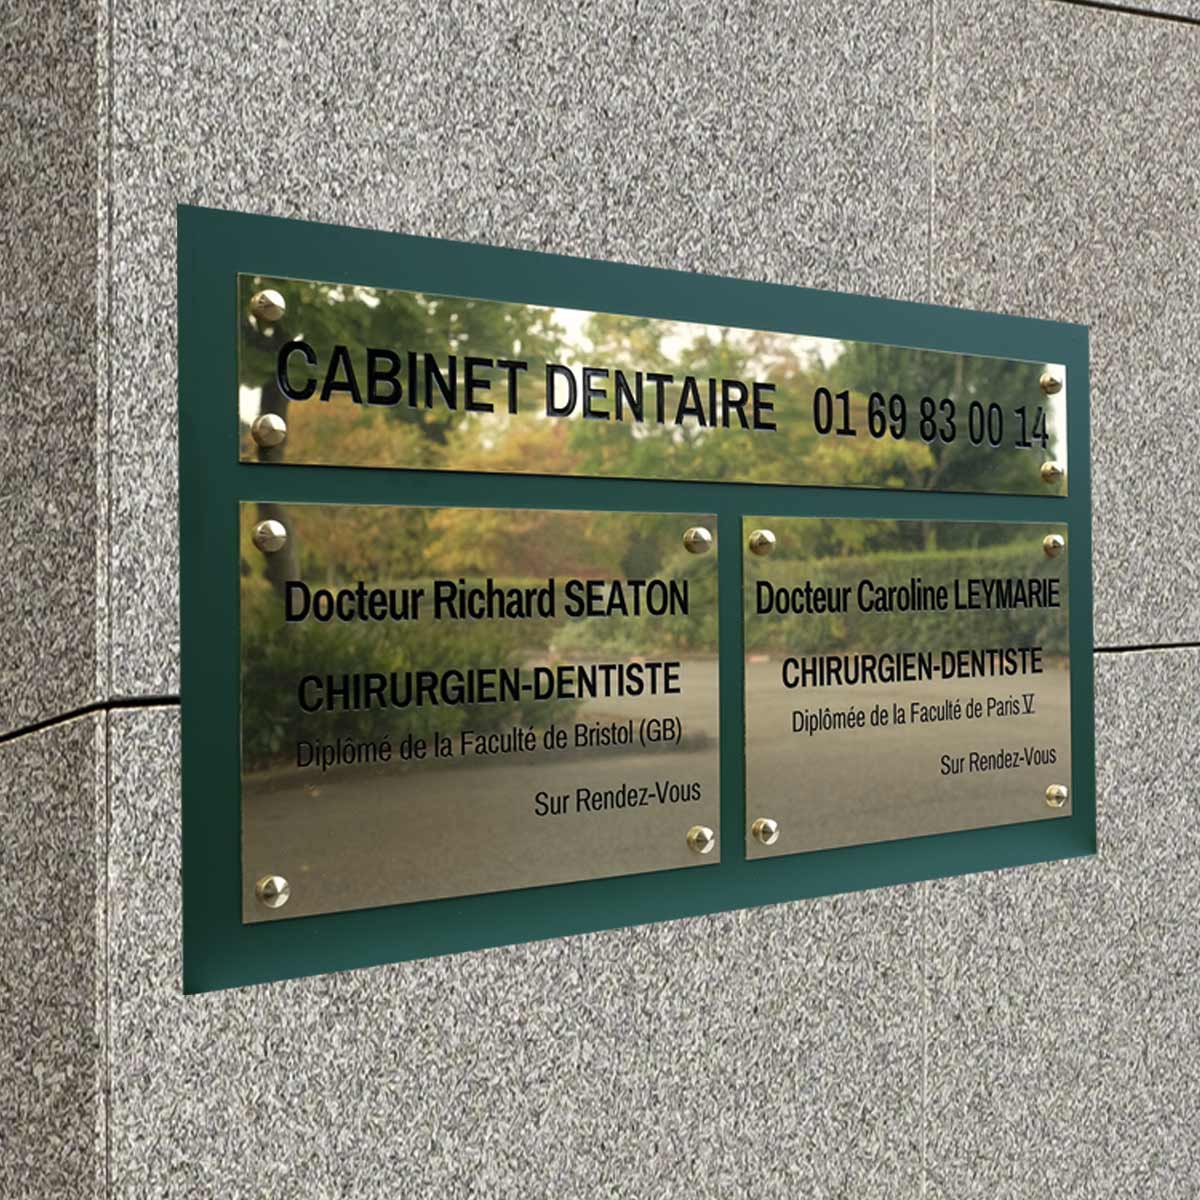 CABINET DENTAIRE 01 69 83 00 14
Docteur Richard SEATON
CHIRURGIEN-DENTISTE
Diplômé de la Faculté de Bristol (GB)
Sur Rendez-Vous
Docteur Caroline LEYMARIE
CHIRURGIEN-DENTISTE
Diplômée de la Faculté de Paris V
Sur Rendez-Vous